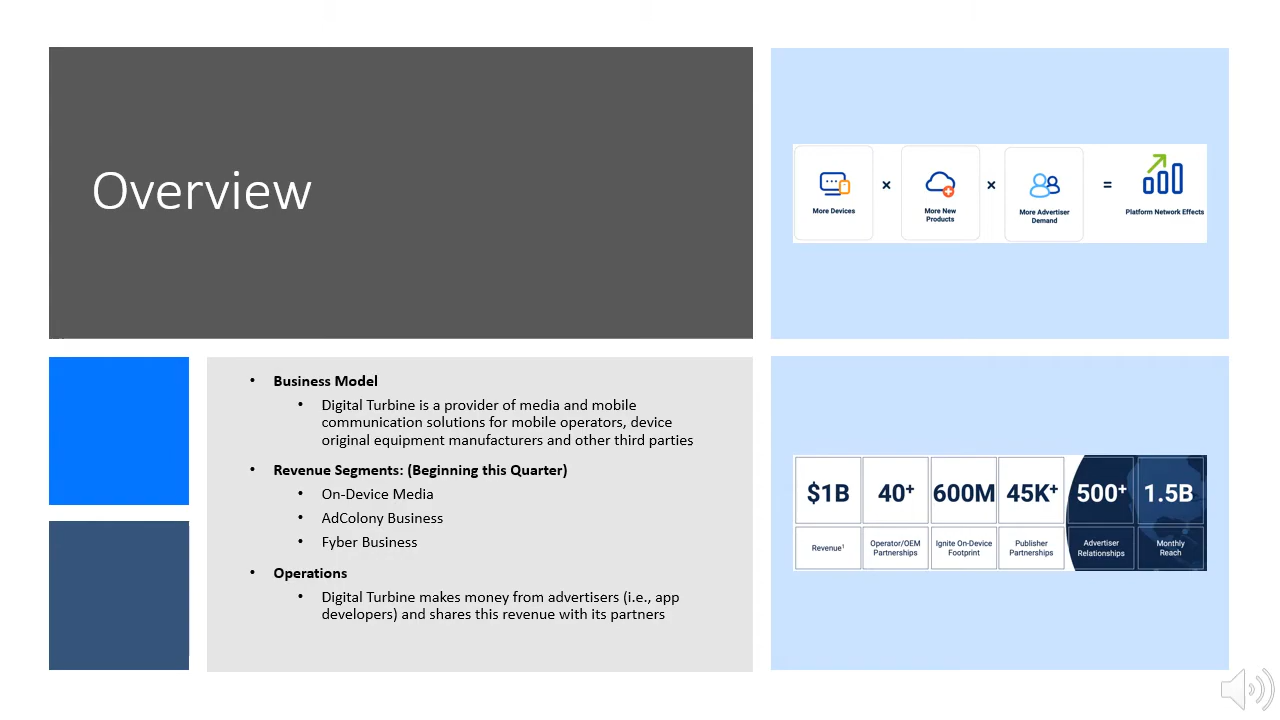 Overview
More Devices
×
More New
Products
×
More Advertiser
Demand
=
Platform Network Effects
• Business Model
• Digital Turbine is a provider of media and mobile
communication solutions for mobile operators, device
original equipment manufacturers and other third parties
• Revenue Segments: (Beginning this Quarter)
• On-Device Media
• AdColony Business
• Fyber Business
• Operations
• Digital Turbine makes money from advertisers (i.e., app
developers) and shares this revenue with its partners
$1B
Revenue¹
40+
Operator/OEM
Partnerships
600M
Ignite On-Device
Footprint
45K+
Publisher
Partnerships
500+
Advertiser
Relationships
1.5B
Monthly
Reach